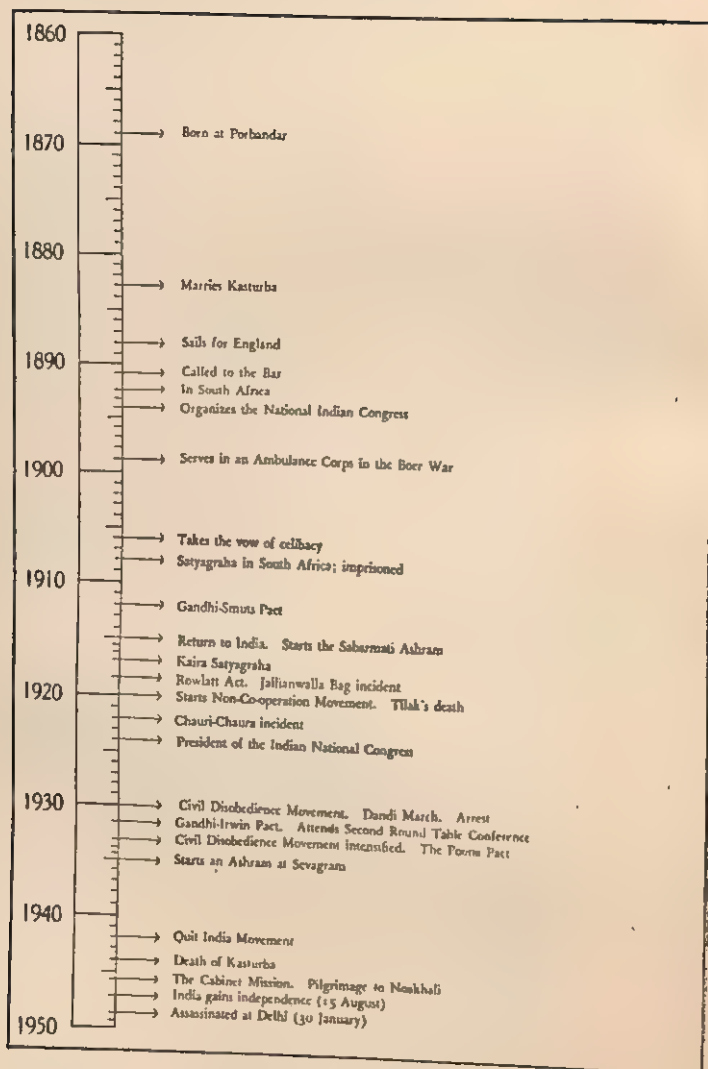 1860
Born at Porbandar
1870
1880
Marries Kasturba
Sails for England
1890
Called to the Bar
In South Africa
Organizes the National Indian Congress
Serves in an Ambulance Corps in the Boer War
1900
Takes the vow of celibacy
Satyagraha in South Africa; imprisoned
1910
Gandhi-Smuts Pact
Return to India. Starts the Sabarmati Ashram
Kaira Satyagraha
Rowlatt Act. Jallianwalla Bag incident
1920
Starts Non-Co-operation Movement. Tilak's death
Chauri-Chaura incident
President of the Indian National Congress
1930
Civil Disobedience Movement. Dandi March. Arrest
Gandhi-Irwin Pact. Attends Second Round Table Conference
Civil Disobedience Movement intensified. The Poona Pact
Starts an Ashram at Sevagram
1940
Quit India Movement
Death of Kasturba
The Cabinet Mission. Pilgrimage to Noakhali
India gains independence (15 August)
Assassinated at Delhi (30 January)
1950